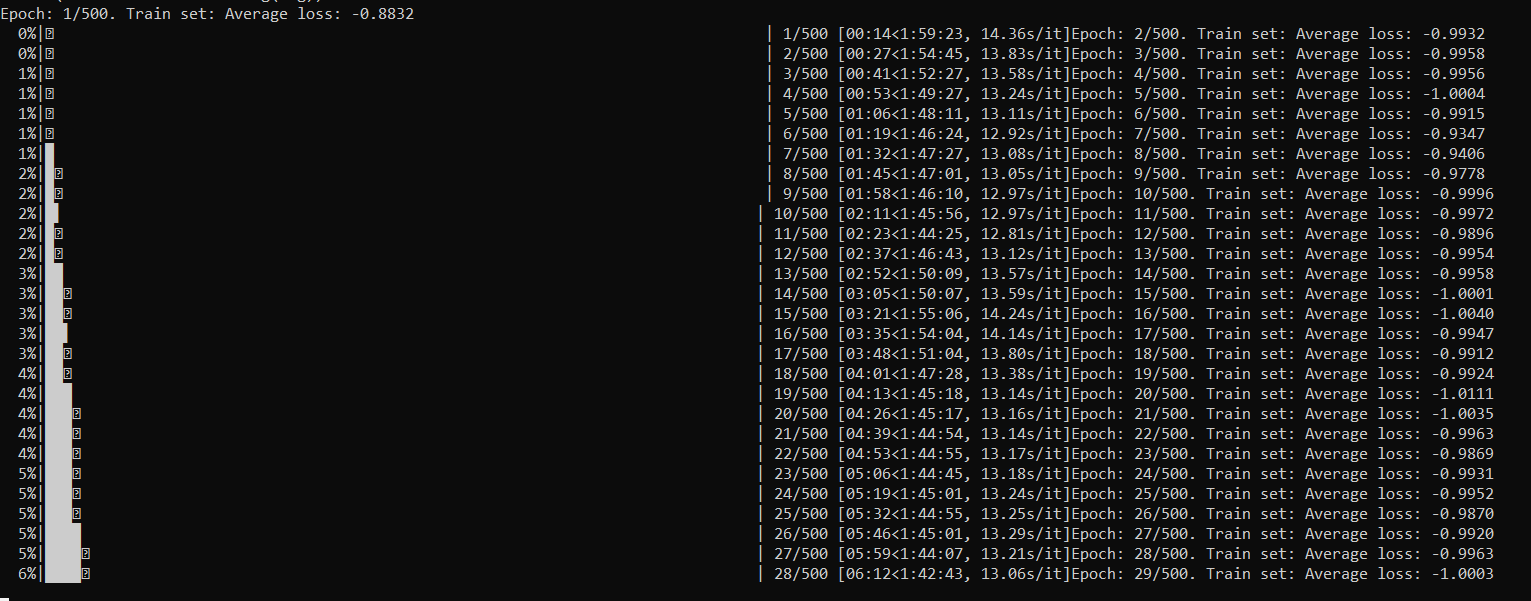 Epoch: 1/500. Train set: Average loss: -0.8832
0%| | 1/500 [00:14<1:59:23, 14.36s/it]Epoch: 2/500. Train set: Average loss: -0.9932
0%| | 2/500 [00:27<1:54:45, 13.83s/it]Epoch: 3/500. Train set: Average loss: -0.9958
1%| | 3/500 [00:41<1:52:27, 13.58s/it]Epoch: 4/500. Train set: Average loss: -0.9956
1%| | 4/500 [00:53<1:49:27, 13.24s/it]Epoch: 5/500. Train set: Average loss: -1.0004
1%| | 5/500 [01:06<1:48:11, 13.11s/it]Epoch: 6/500. Train set: Average loss: -0.9915
1%| | 6/500 [01:19<1:46:24, 12.92s/it]Epoch: 7/500. Train set: Average loss: -0.9347
1%| | 7/500 [01:32<1:47:27, 13.08s/it]Epoch: 8/500. Train set: Average loss: -0.9406
2%| | 8/500 [01:45<1:47:01, 13.05s/it]Epoch: 9/500. Train set: Average loss: -0.9778
2%| | 9/500 [01:58<1:46:10, 12.97s/it]Epoch: 10/500. Train set: Average loss: -0.9996
2%| | 10/500 [02:11<1:45:56, 12.97s/it]Epoch: 11/500. Train set: Average loss: -0.9972
2%| | 11/500 [02:23<1:44:25, 12.81s/it]Epoch: 12/500. Train set: Average loss: -0.9896
2%| | 12/500 [02:37<1:46:43, 13.12s/it]Epoch: 13/500. Train set: Average loss: -0.9954
3%| | 13/500 [02:52<1:50:09, 13.57s/it]Epoch: 14/500. Train set: Average loss: -0.9958
3%| | 14/500 [03:05<1:50:07, 13.59s/it]Epoch: 15/500. Train set: Average loss: -1.0001
3%| | 15/500 [03:21<1:55:06, 14.24s/it]Epoch: 16/500. Train set: Average loss: -1.0040
3%| | 16/500 [03:35<1:54:04, 14.14s/it]Epoch: 17/500. Train set: Average loss: -0.9947
3%| | 17/500 [03:48<1:51:04, 13.80s/it]Epoch: 18/500. Train set: Average loss: -0.9912
4%| | 18/500 [04:01<1:47:28, 13.38s/it]Epoch: 19/500. Train set: Average loss: -0.9924
4%| | 19/500 [04:13<1:45:18, 13.14s/it]Epoch: 20/500. Train set: Average loss: -1.0111
4%| | 20/500 [04:26<1:45:17, 13.16s/it]Epoch: 21/500. Train set: Average loss: -1.0035
4%| | 21/500 [04:39<1:44:54, 13.14s/it]Epoch: 22/500. Train set: Average loss: -0.9963
4%| | 22/500 [04:53<1:44:55, 13.17s/it]Epoch: 23/500. Train set: Average loss: -0.9869
5%| | 23/500 [05:06<1:44:45, 13.18s/it]Epoch: 24/500. Train set: Average loss: -0.9931
5%| | 24/500 [05:19<1:45:01, 13.24s/it]Epoch: 25/500. Train set: Average loss: -0.9952
5%| | 25/500 [05:32<1:44:55, 13.25s/it]Epoch: 26/500. Train set: Average loss: -0.9870
5%| | 26/500 [05:46<1:45:01, 13.29s/it]Epoch: 27/500. Train set: Average loss: -0.9920
5%| | 27/500 [05:59<1:44:07, 13.21s/it]Epoch: 28/500. Train set: Average loss: -0.9963
6%| | 28/500 [06:12<1:42:43, 13.06s/it]Epoch: 29/500. Train set: Average loss: -1.0003